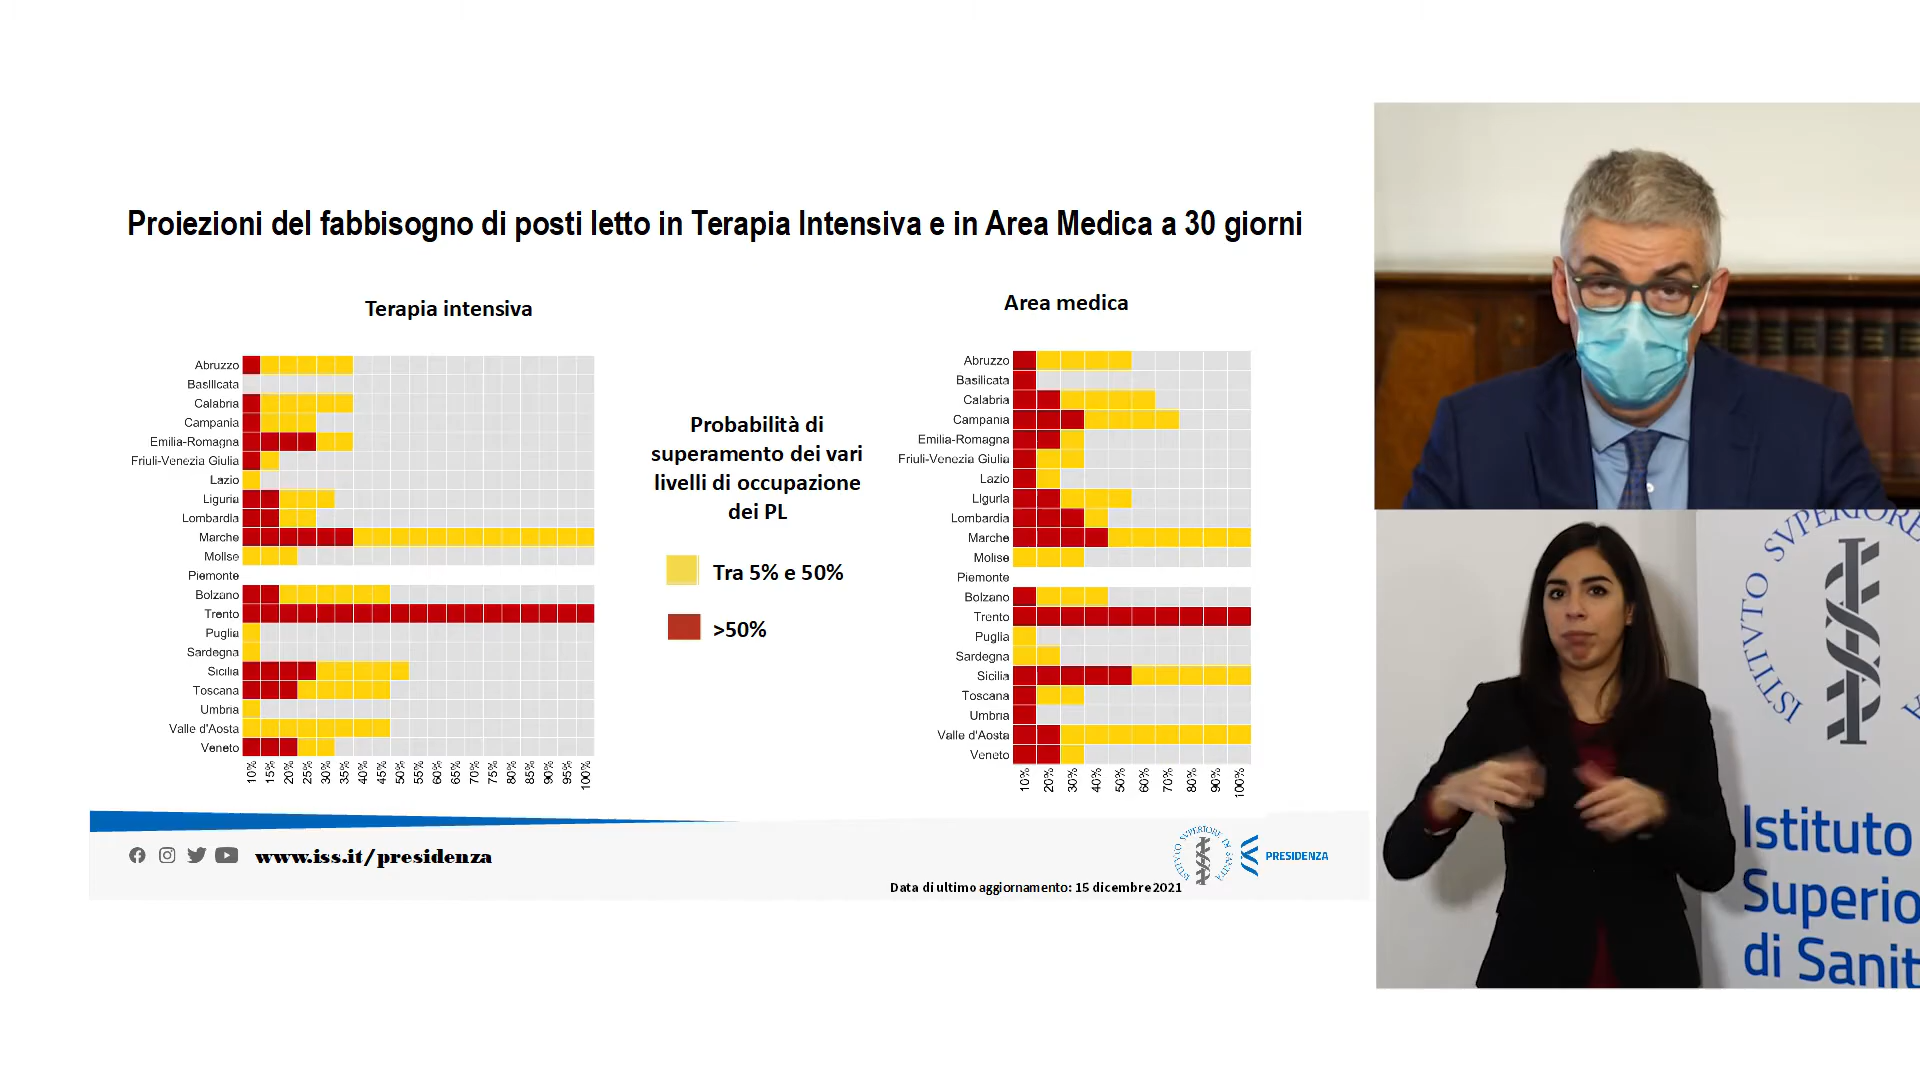 Proiezioni del fabbisogno di posti letto in Terapia Intensiva e in Area Medica a 30 giorni
Terapia intensiva
Abruzzo
Basilicata
Calabria
Campania
Emilia-Romagna
Friuli-Venezia Giulia
Lazio
Liguria
Lombardia
Marche
Molise
Piemonte
Bolzano
Trento
Puglia
Sardegna
Sicilia
Toscana
Umbria
Valle d'Aosta
Veneto
10% 15% 20% 25% 30% 35% 40% 45% 50% 55% 60% 65% 70% 75% 80% 85% 90% 95% 100%
Probabilità di
superamento dei vari
livelli di occupazione
dei PL
Tra 5% e 50%
>50%
Area medica
Abruzzo
Basilicata
Calabria
Campania
Emilia-Romagna
Friuli-Venezia Giulia
Lazio
Liguria
Lombardia
Marche
Molise
Piemonte
Bolzano
Trento
Puglia
Sardegna
Sicilia
Toscana
Umbria
Valle d'Aosta
Veneto
10% 20% 30% 40% 50% 60% 70% 80% 90% 100%
www.iss.it/presidenza
ISTITUTO SUPERIORE DI SANITÀ
PRESIDENZA
Data di ultimo aggiornamento: 15 dicembre 2021
ISTITVTO SVPERIORE
Istituto
Superio
di Sanit